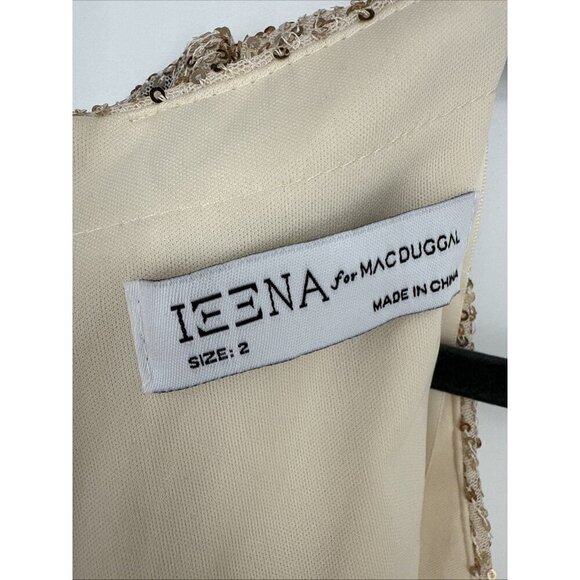 IEENA for MAC DUGGAL
SIZE: 2
MADE IN CHINA